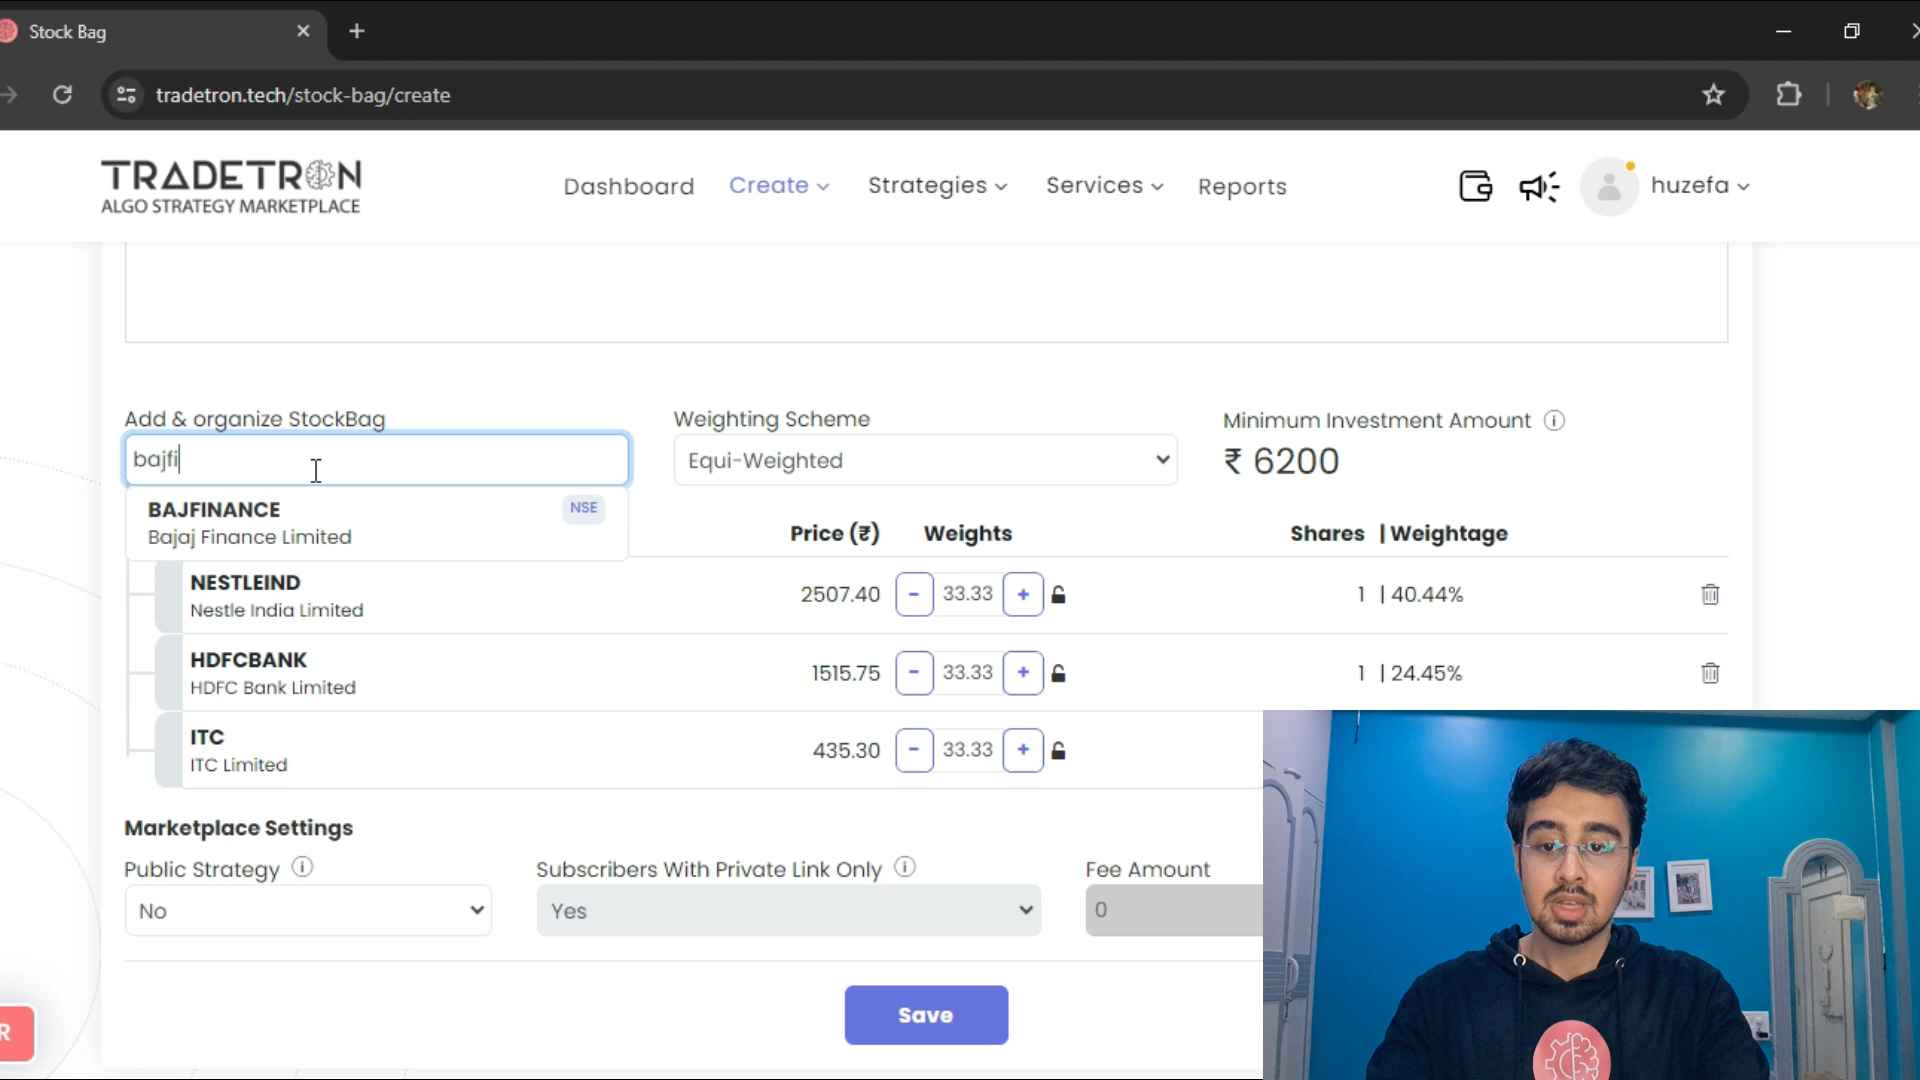 Stock Bag
tradetron.tech/stock-bag/create
TRADETRON
ALGO STRATEGY MARKETPLACE
Dashboard
Create
Strategies
Services
Reports
huzefa
Add & organize StockBag
Weighting Scheme
Minimum Investment Amount
bajfi
Equi-Weighted
₹ 6200
BAJFINANCE
NSE
Bajaj Finance Limited
Price (₹) Weights Shares | Weightage
NESTLEIND
Nestle India Limited
2507.40 - 33.33 + 1 | 40.44%
HDFCBANK
HDFC Bank Limited
1515.75 - 33.33 + 1 | 24.45%
ITC
ITC Limited
435.30 - 33.33 +
Marketplace Settings
Public Strategy
Subscribers With Private Link Only
Fee Amount
No
Yes
0
R
Save